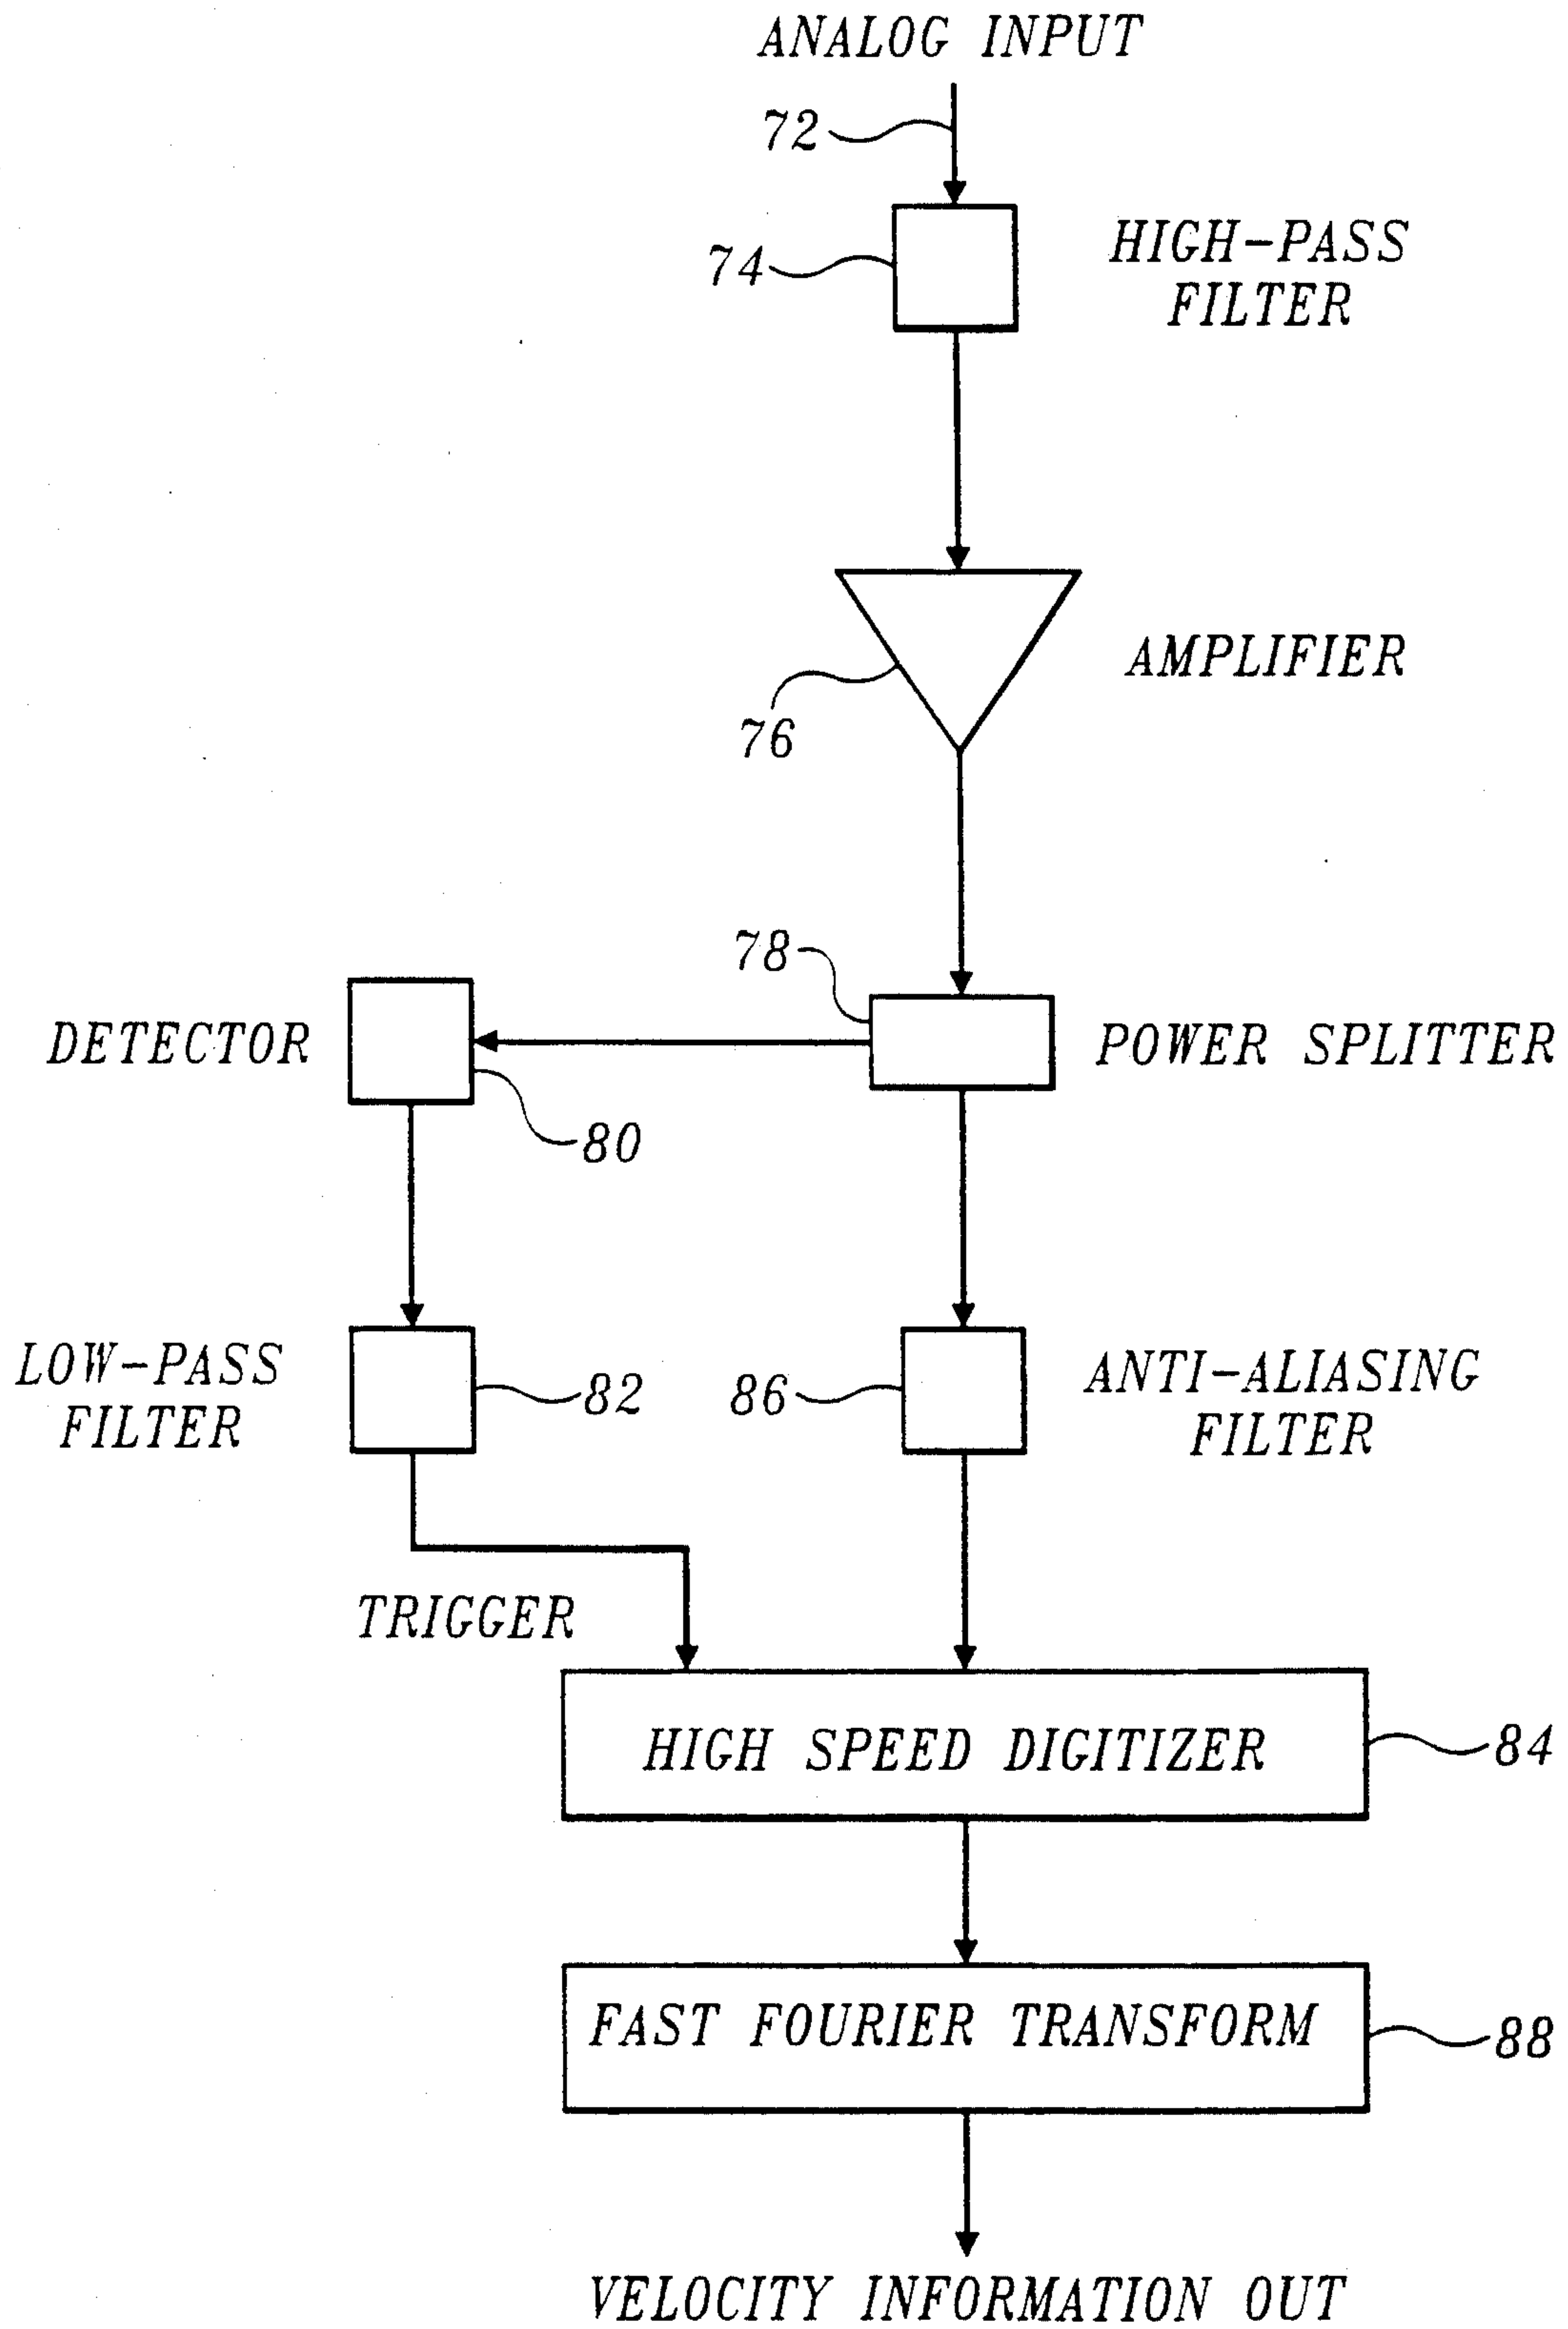 ANALOG INPUT
72
74
HIGH-PASS
FILTER
AMPLIFIER
76
78
DETECTOR
POWER SPLITTER
80
LOW-PASS
FILTER
82
86
ANTI-ALIASING
FILTER
TRIGGER
HIGH SPEED DIGITIZER
84
FAST FOURIER TRANSFORM
88
VELOCITY INFORMATION OUT